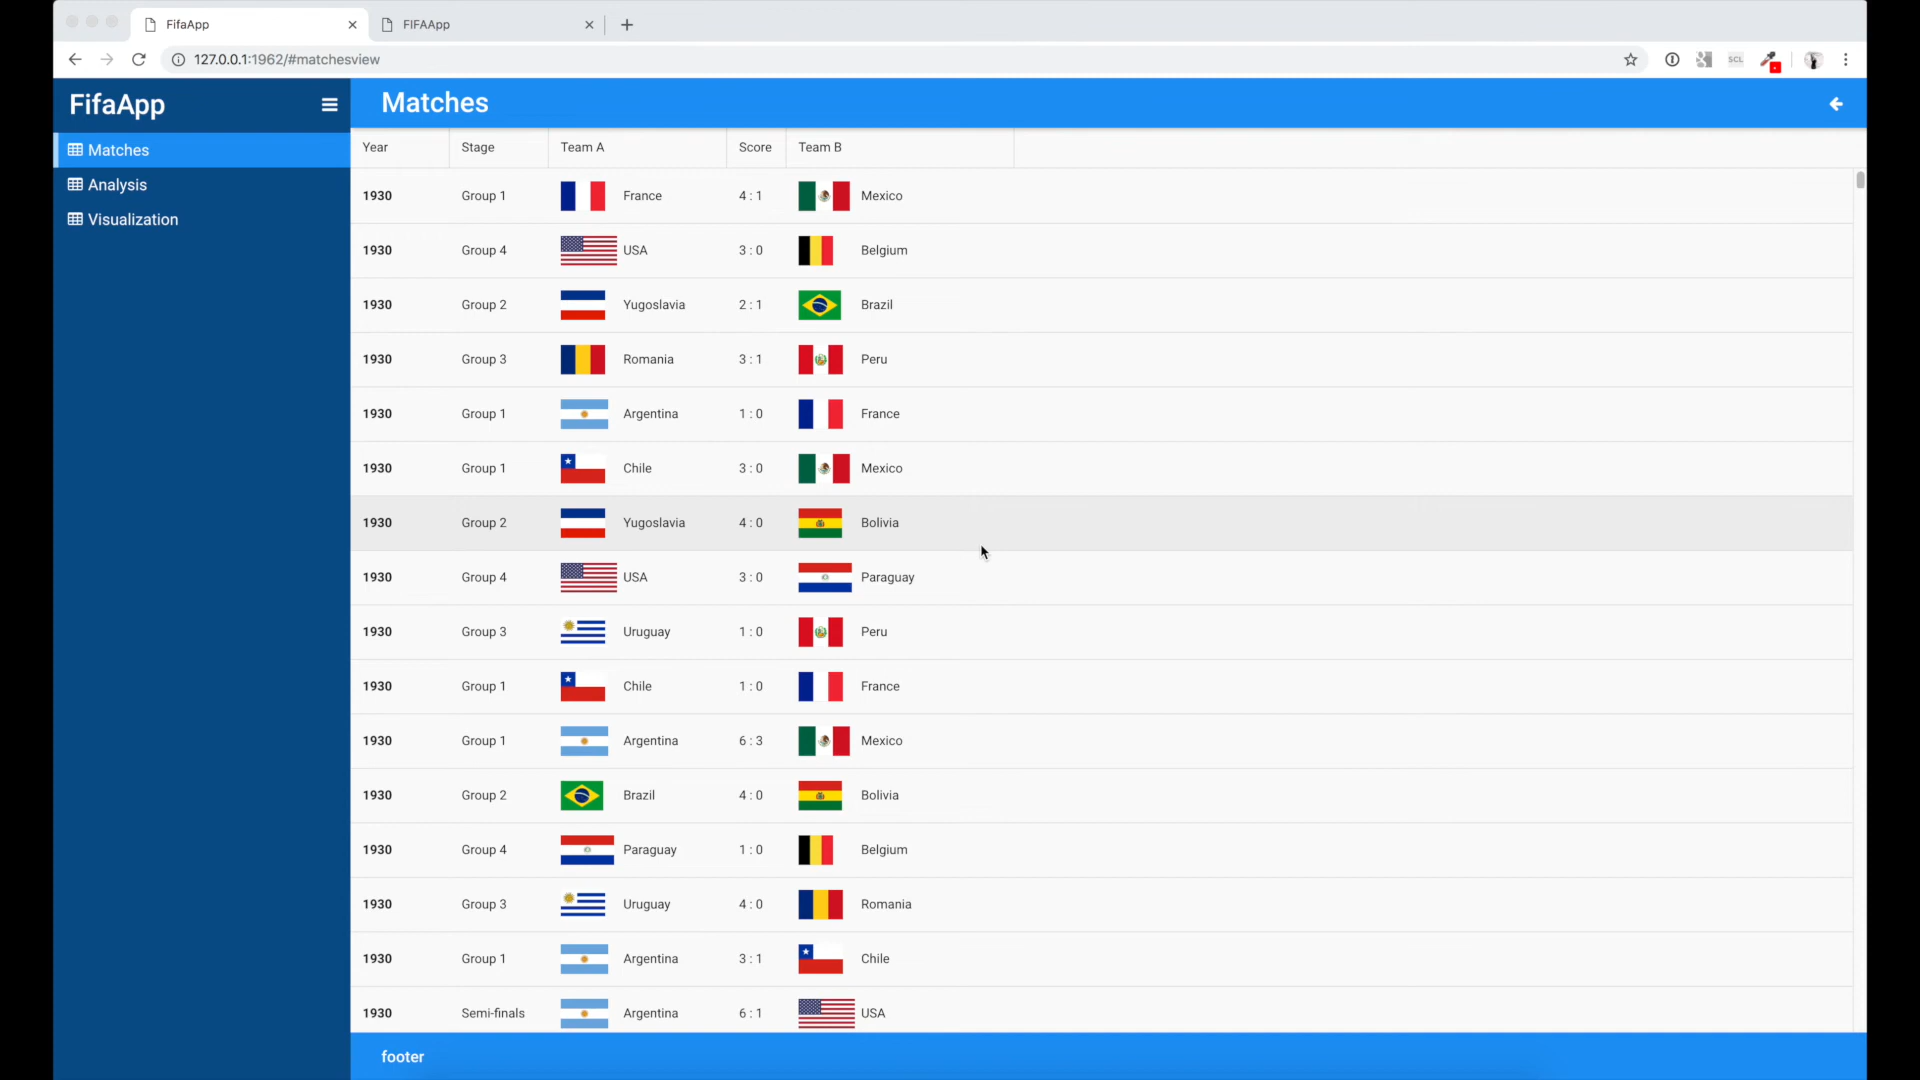 FifaApp
FIFAApp
127.0.0.1:1962/#matchesview
SCL
FifaApp
Matches
Matches
Analysis
Visualization
Year Stage Team A Score Team B
1930 Group 1 France 4 : 1 Mexico
1930 Group 4 USA 3 : 0 Belgium
1930 Group 2 Yugoslavia 2 : 1 Brazil
1930 Group 3 Romania 3 : 1 Peru
1930 Group 1 Argentina 1 : 0 France
1930 Group 1 Chile 3 : 0 Mexico
1930 Group 2 Yugoslavia 4 : 0 Bolivia
1930 Group 4 USA 3 : 0 Paraguay
1930 Group 3 Uruguay 1 : 0 Peru
1930 Group 1 Chile 1 : 0 France
1930 Group 1 Argentina 6 : 3 Mexico
1930 Group 2 Brazil 4 : 0 Bolivia
1930 Group 4 Paraguay 1 : 0 Belgium
1930 Group 3 Uruguay 4 : 0 Romania
1930 Group 1 Argentina 3 : 1 Chile
1930 Semi-finals Argentina 6 : 1 USA
footer